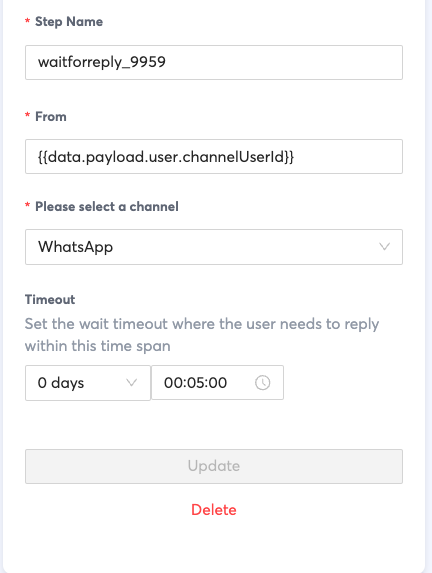 * Step Name
waitforreply_9959
* From
{{data.payload.user.channelUserId}}
* Please select a channel
WhatsApp
Timeout
Set the wait timeout where the user needs to reply
within this time span
0 days 00:05:00
Update
Delete